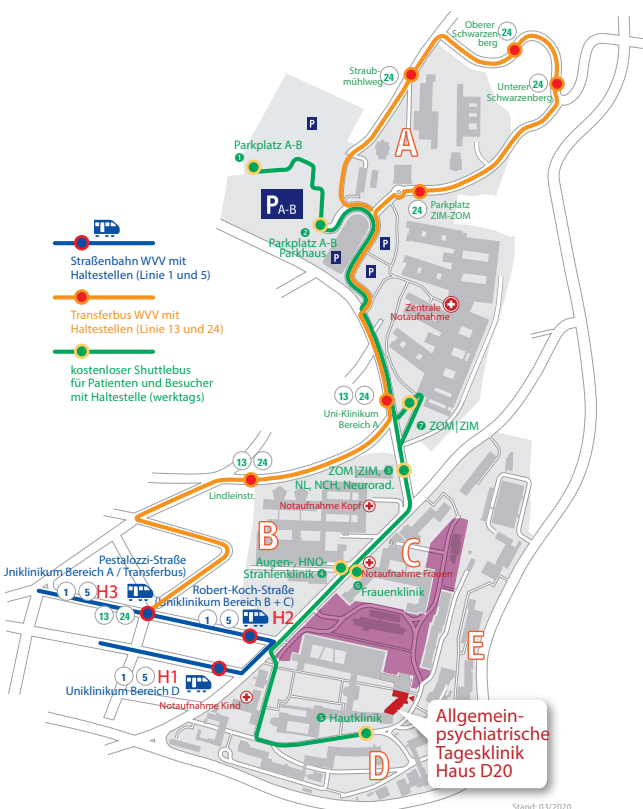 Oberer
Schwarzen-
berg
24
Straub-
mühlweg
24
Unterer
Schwarzenberg
24
A
P
Parkplatz A-B
1
P A-B
2
Parkplatz A-B
Parkhaus
P
P
P
24
Parkplatz
ZIM-ZOM
Straßenbahn WVV mit
Haltestellen (Linie 1 und 5)
Transferbus WVV mit
Haltestellen (Linie 13 und 24)
kostenloser Shuttlebus
für Patienten und Besucher
mit Haltestelle (werktags)
Zentrale
Notaufnahme
13 24
Uni-Klinikum
Bereich A
7 ZOM|ZIM
13 24
Lindleinstr.
ZOM|ZIM, 3
NL, NCH, Neurorad.
Notaufnahme Kopf
B
C
Augen-, HNO-
Strahlenklinik 4
Notaufnahme Frauen
6
Frauenklinik
Pestalozzi-Straße
Uniklinikum Bereich A / Transferbus)
1 5 H3
13 24
Robert-Koch-Straße
(Uniklinikum Bereich B + C)
1 5 H2
1 5 H1
Uniklinikum Bereich D
Notaufnahme Kind
E
5 Hautklinik
D
Allgemein-
psychiatrische
Tagesklinik
Haus D20
Stand: 03/2020